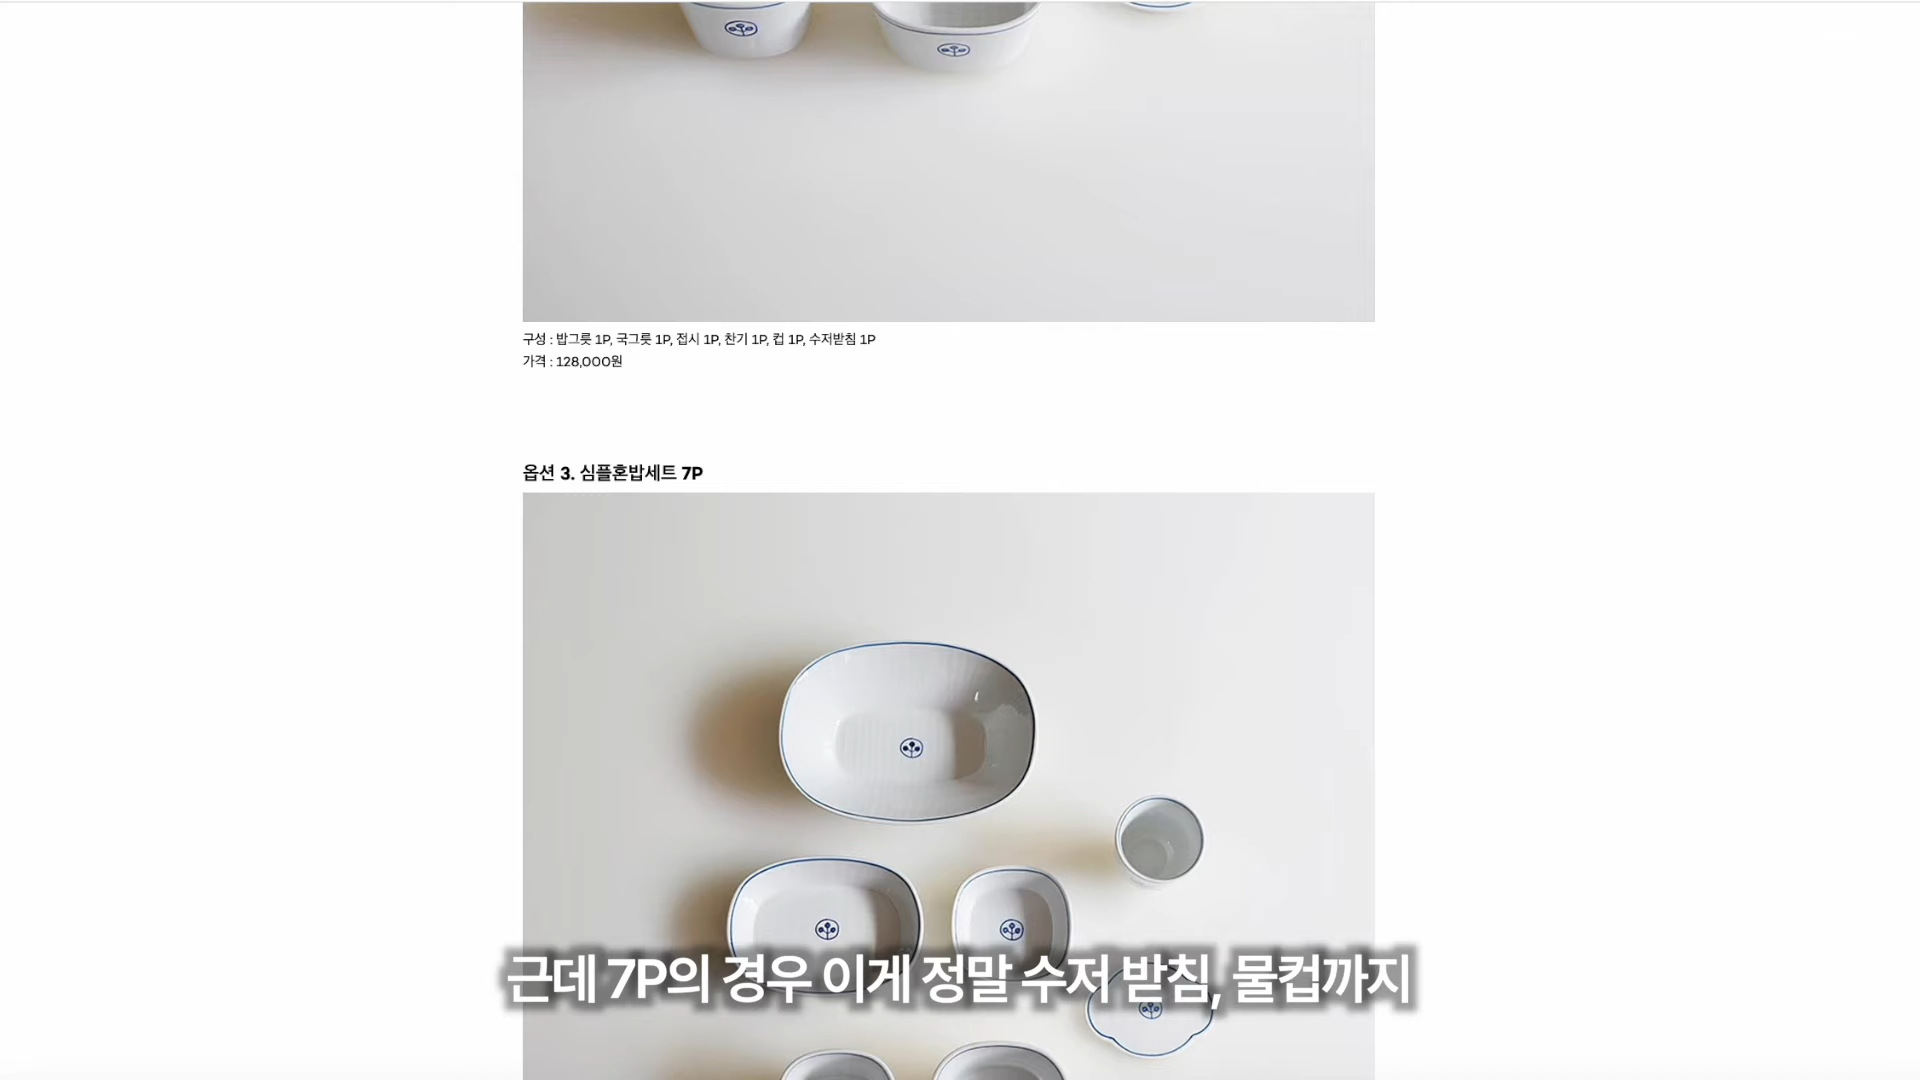 구성 : 밥그릇 1P, 국그릇 1P, 접시 1P, 찬기 1P, 컵 1P, 수저받침 1P
가격 : 128,000원
옵션 3. 심플혼밥세트 7P
근데 7P의 경우 이게 정말 수저 받침, 물컵까지